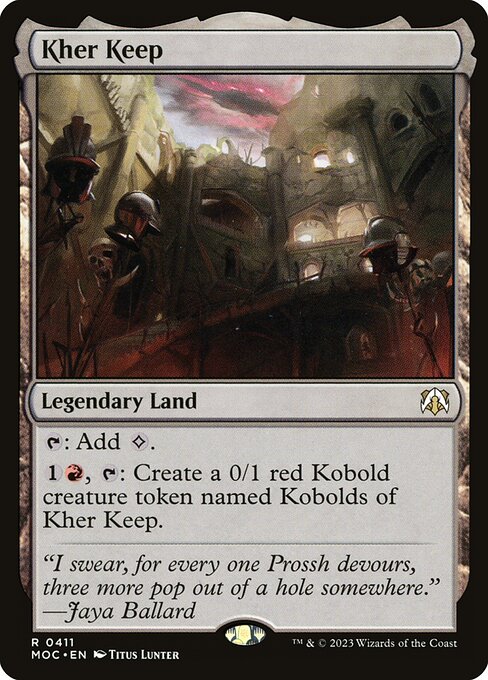 Kher Keep
Legendary Land
: Add .
1, : Create a 0/1 red Kobold
creature token named Kobolds of
Kher Keep.
“I swear, for every one Prossh devours,
three more pop out of a hole somewhere.”
—Jaya Ballard
R 0411
MOC • EN Titus Lunter
™ & © 2023 Wizards of the Coast